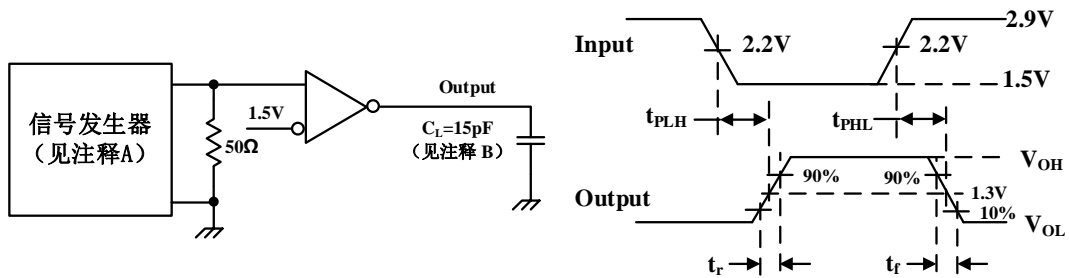 信号发生器
（见注释A）
50Ω
1.5V
Output
C_L=15pF
（见注释 B）
Input
2.2V
2.2V
2.9V
1.5V
t_PLH
t_PHL
Output
90%
90%
V_OH
1.3V
10%
V_OL
t_r
t_f